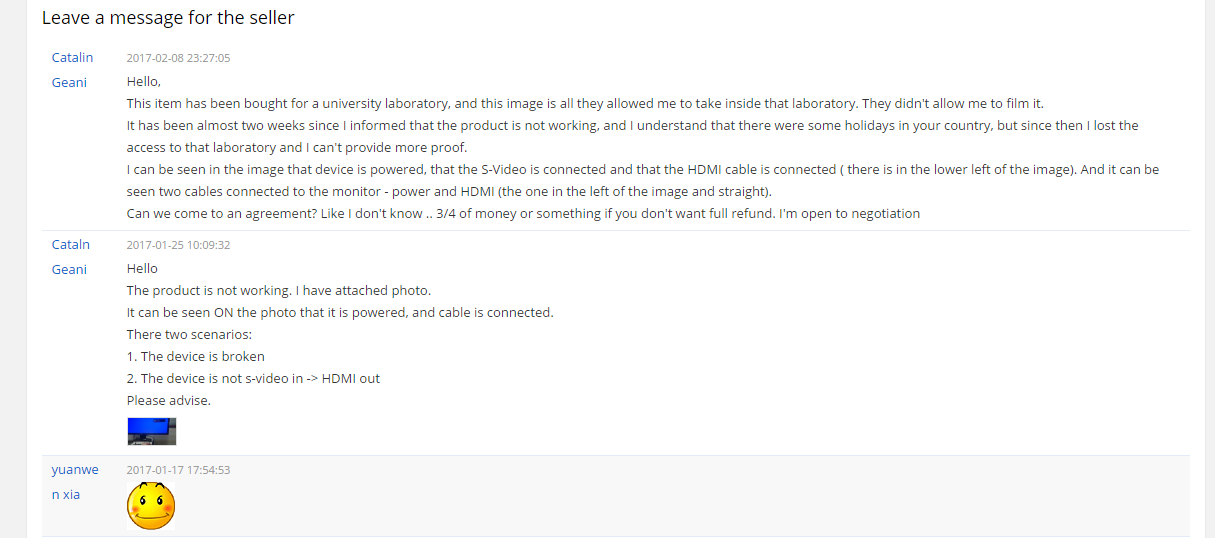 Leave a message for the seller
Catalin
Geani
2017-02-08 23:27:05
Hello,
This item has been bought for a university laboratory, and this image is all they allowed me to take inside that laboratory. They didn't allow me to film it.
It has been almost two weeks since I informed that the product is not working, and I understand that there were some holidays in your country, but since then I lost the
access to that laboratory and I can't provide more proof.
I can be seen in the image that device is powered, that the S-Video is connected and that the HDMI cable is connected ( there is in the lower left of the image). And it can be
seen two cables connected to the monitor - power and HDMI (the one in the left of the image and straight).
Can we come to an agreement? Like I don't know .. 3/4 of money or something if you don't want full refund. I'm open to negotiation
Cataln
Geani
2017-01-25 10:09:32
Hello
The product is not working. I have attached photo.
It can be seen ON the photo that it is powered, and cable is connected.
There two scenarios:
1. The device is broken
2. The device is not s-video in -> HDMI out
Please advise.
yuanwe
n xia
2017-01-17 17:54:53